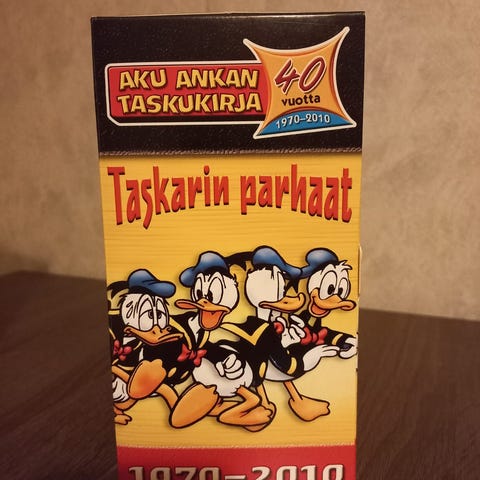 AKU ANKAN
TASKUKIRJA
40
vuotta
1970–2010
Taskarin parhaat
1970–2010